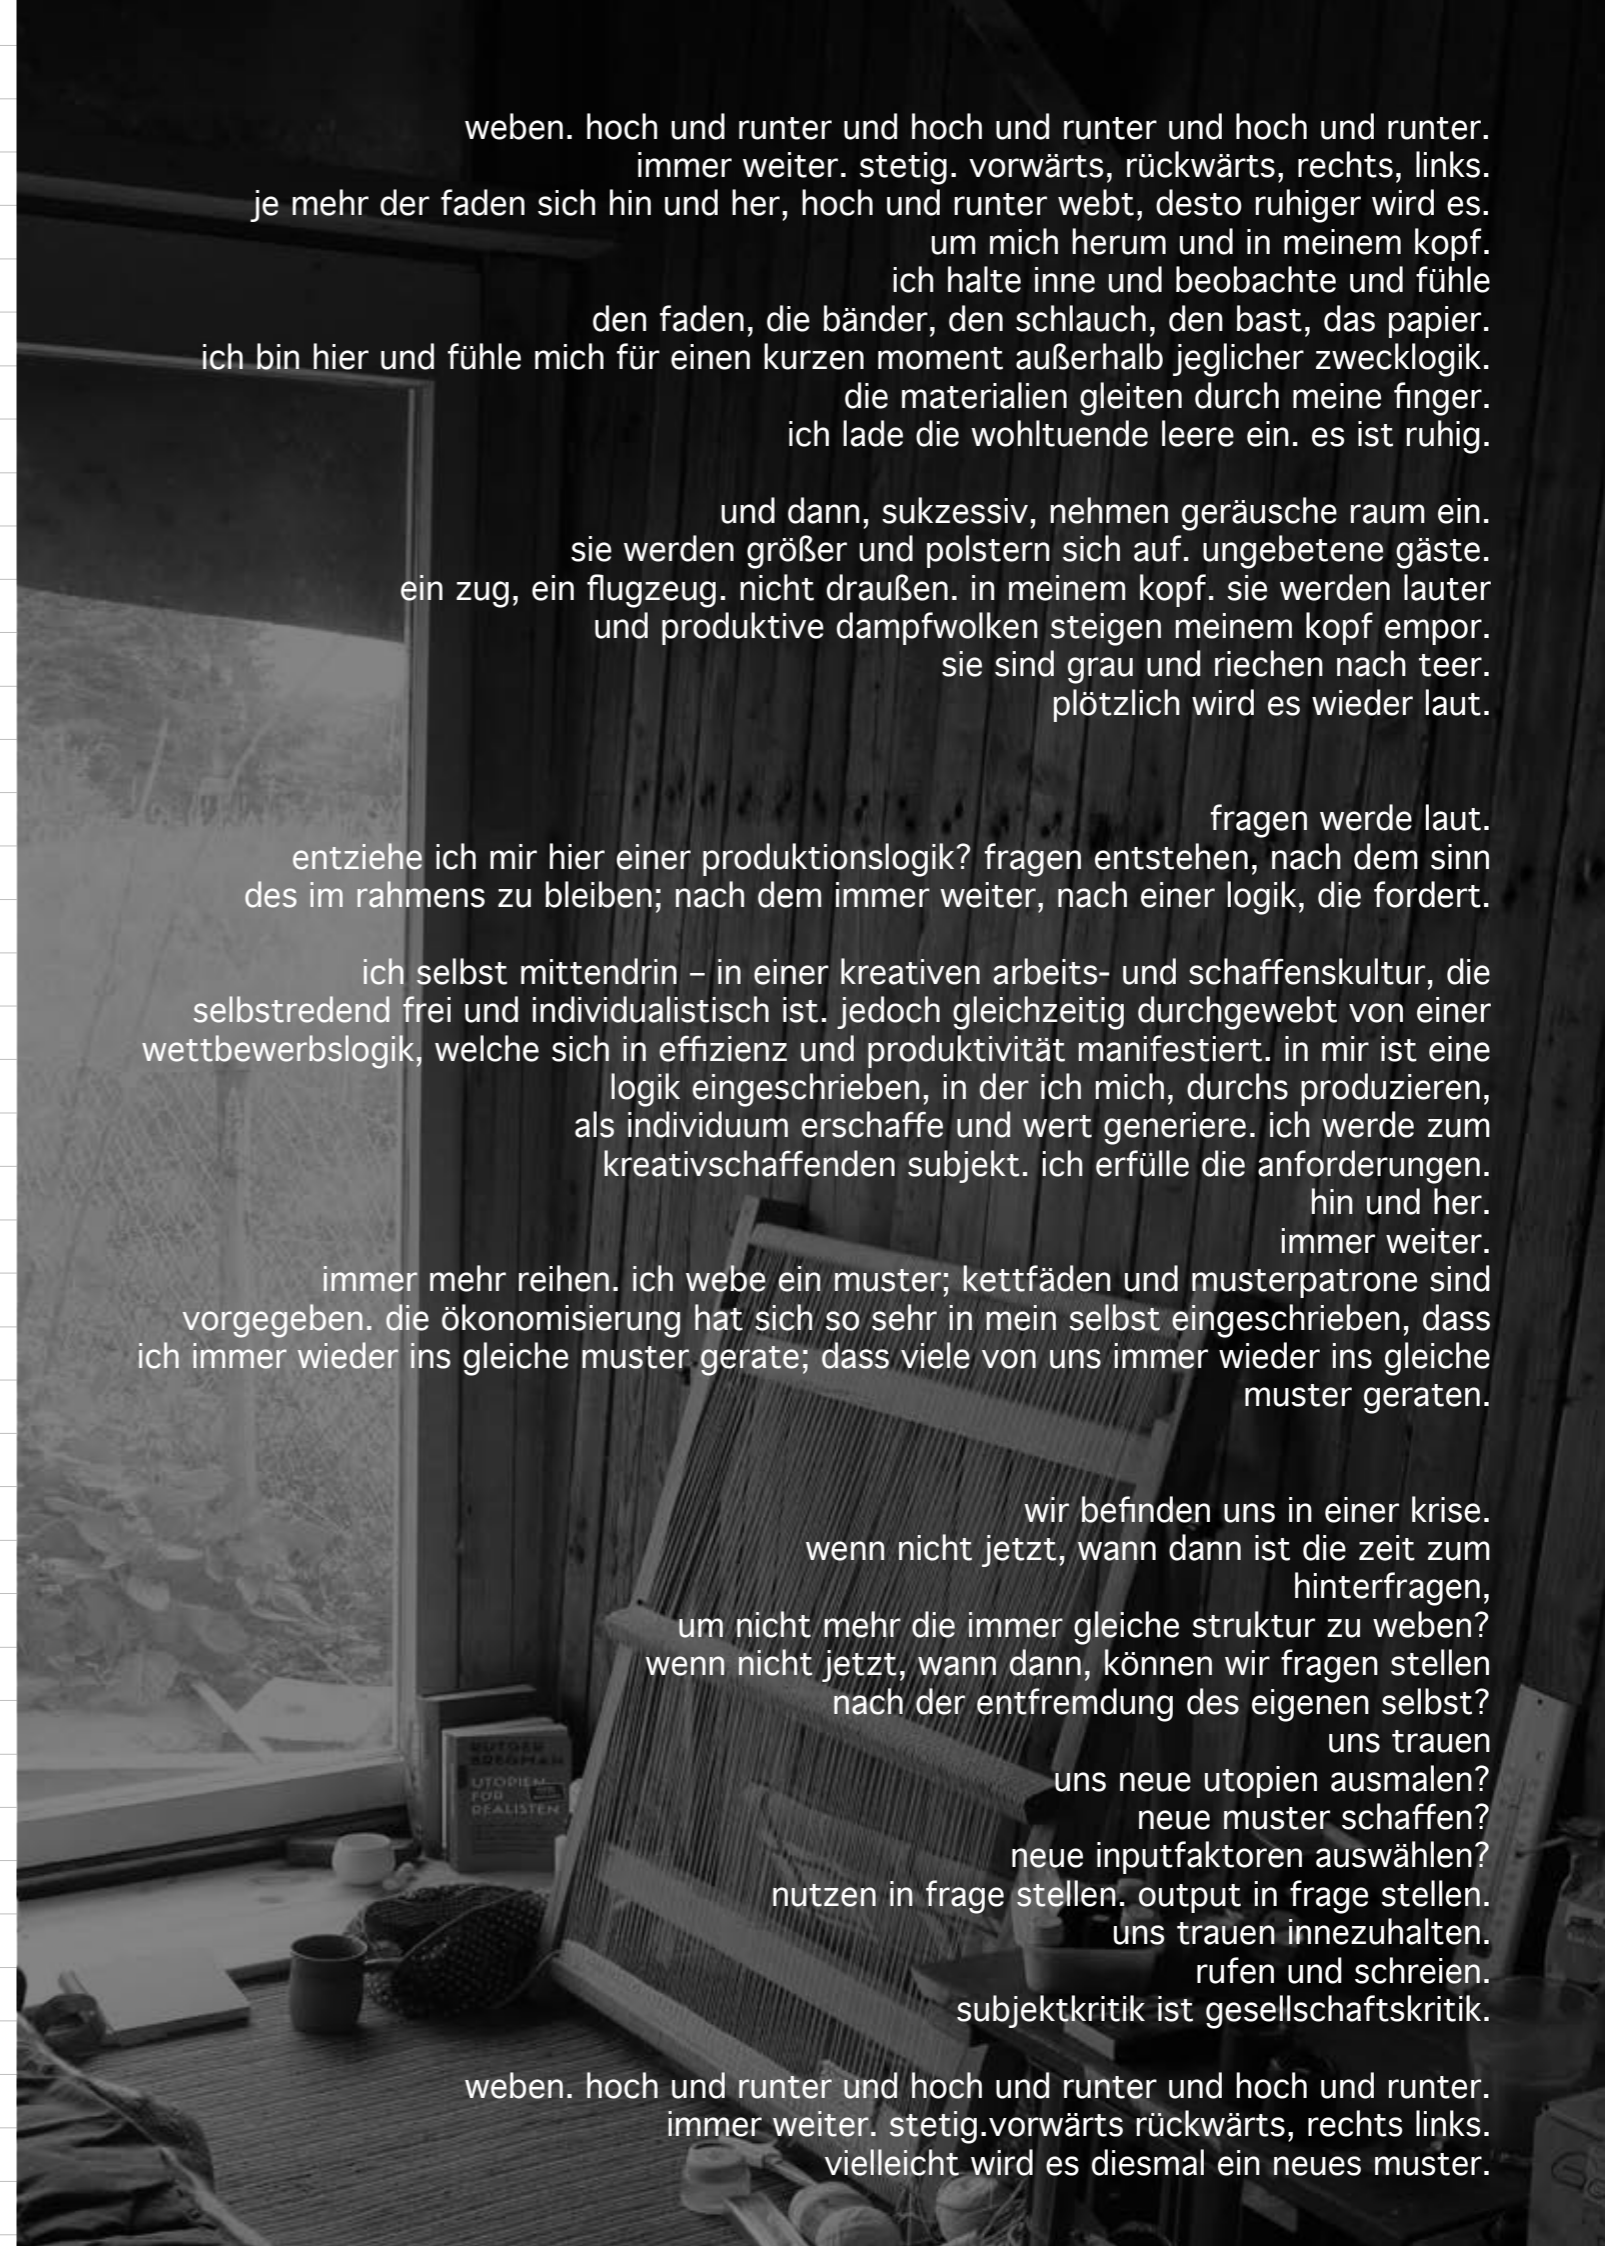 weben. hoch und runter und hoch und runter und hoch und runter.
immer weiter. stetig. vorwärts, rückwärts, rechts, links.
je mehr der faden sich hin und her, hoch und runter webt, desto ruhiger wird es.
um mich herum und in meinem kopf.
ich halte inne und beobachte und fühle
den faden, die bänder, den schlauch, den bast, das papier.
ich bin hier und fühle mich für einen kurzen moment außerhalb jeglicher zwecklogik.
die materialien gleiten durch meine finger.
ich lade die wohltuende leere ein. es ist ruhig.
und dann, sukzessiv, nehmen geräusche raum ein.
sie werden größer und polstern sich auf. ungebetene gäste.
ein zug, ein flugzeug. nicht draußen. in meinem kopf. sie werden lauter
und produktive dampfwolken steigen meinem kopf empor.
sie sind grau und riechen nach teer.
plötzlich wird es wieder laut.
fragen werde laut.
entziehe ich mir hier einer produktionslogik? fragen entstehen, nach dem sinn
des im rahmens zu bleiben; nach dem immer weiter, nach einer logik, die fordert.
ich selbst mittendrin – in einer kreativen arbeits- und schaffenskultur, die
selbstredend frei und individualistisch ist. jedoch gleichzeitig durchgewebt von einer
wettbewerbslogik, welche sich in effizienz und produktivität manifestiert. in mir ist eine
logik eingeschrieben, in der ich mich, durchs produzieren,
als individuum erschaffe und wert generiere. ich werde zum
kreativschaffenden subjekt. ich erfülle die anforderungen.
hin und her.
immer weiter.
immer mehr reihen. ich webe ein muster; kettfäden und musterpatrone sind
vorgegeben. die ökonomisierung hat sich so sehr in mein selbst eingeschrieben, dass
ich immer wieder ins gleiche muster gerate; dass viele von uns immer wieder ins gleiche
muster geraten.
wir befinden uns in einer krise.
wenn nicht jetzt, wann dann ist die zeit zum
hinterfragen,
um nicht mehr die immer gleiche struktur zu weben?
wenn nicht jetzt, wann dann, können wir fragen stellen
nach der entfremdung des eigenen selbst?
uns trauen
uns neue utopien ausmalen?
neue muster schaffen?
neue inputfaktoren auswählen?
nutzen in frage stellen. output in frage stellen.
uns trauen innezuhalten.
rufen und schreien.
subjektkritik ist gesellschaftskritik.
weben. hoch und runter und hoch und runter und hoch und runter.
immer weiter. stetig.vorwärts rückwärts, rechts links.
vielleicht wird es diesmal ein neues muster.
RUTGER
BREGMAN
UTOPIEN
FÜR
REALISTEN